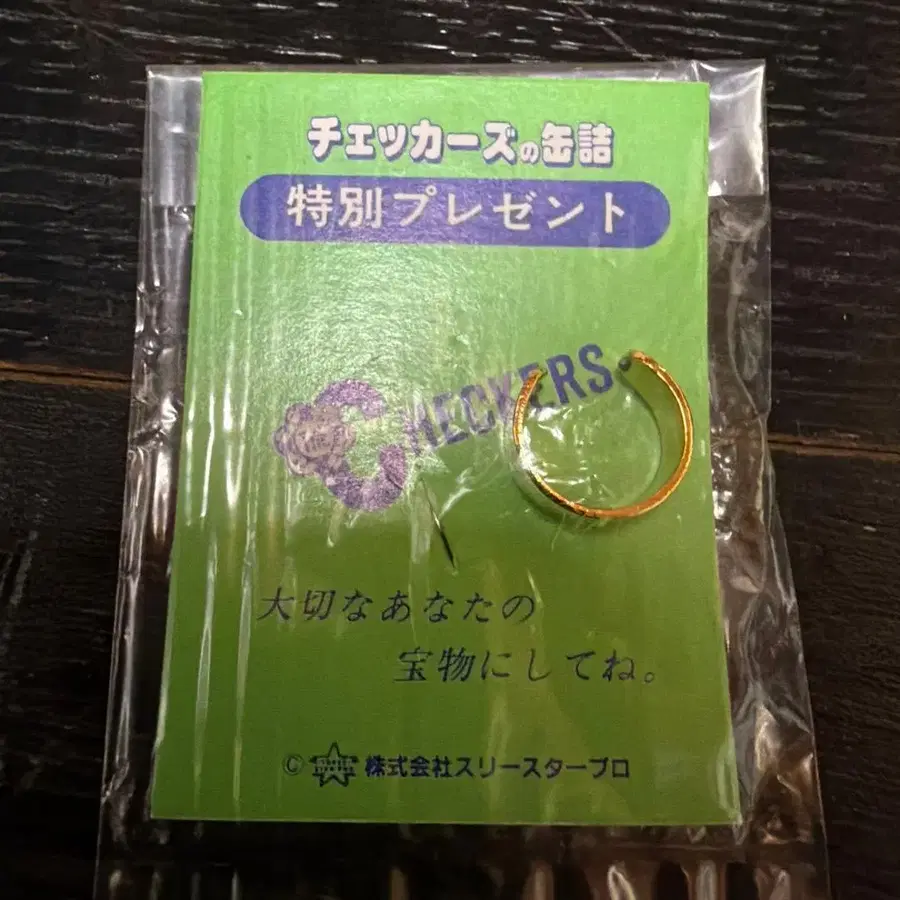 チェッカーズの缶詰
特別プレゼント
CHECKERS.
大切なあなたの
宝物にしてね。
© 株式会社スリースタープロ